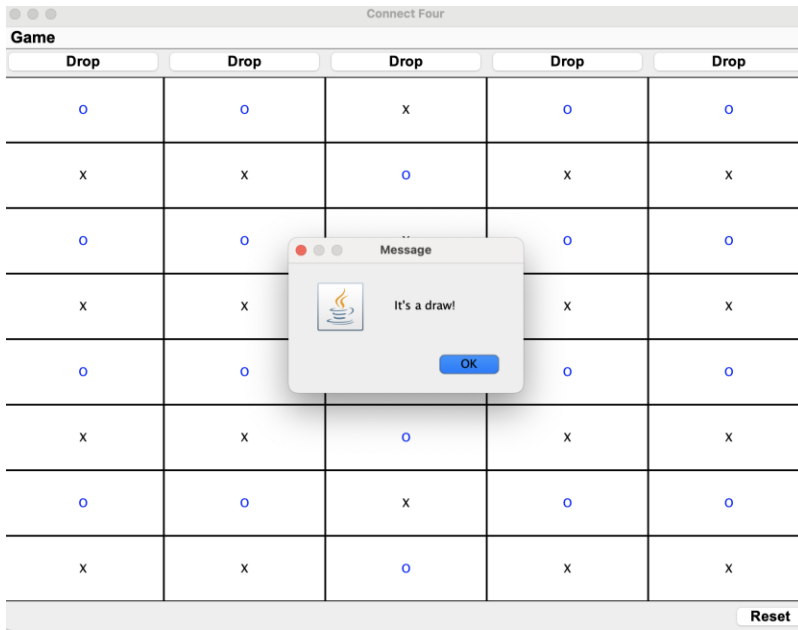 Connect Four
Game
Drop Drop Drop Drop Drop
O O X O O
X X O X X
O O O O
X X X X
O O O O
X X O X X
O O X O O
X X O X X
Message
It's a draw!
OK
Reset